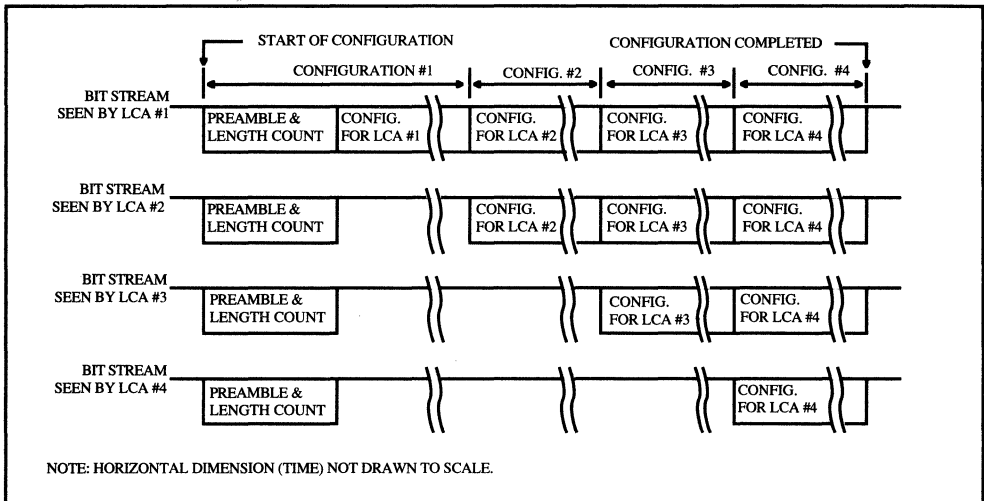 START OF CONFIGURATION
CONFIGURATION COMPLETED
CONFIGURATION #1
CONFIG. #2
CONFIG. #3
CONFIG. #4
BIT STREAM
SEEN BY LCA #1
PREAMBLE &
LENGTH COUNT
CONFIG.
FOR LCA #1
CONFIG.
FOR LCA #2
CONFIG.
FOR LCA #3
CONFIG.
FOR LCA #4
BIT STREAM
SEEN BY LCA #2
PREAMBLE &
LENGTH COUNT
CONFIG.
FOR LCA #2
CONFIG.
FOR LCA #3
CONFIG.
FOR LCA #4
BIT STREAM
SEEN BY LCA #3
PREAMBLE &
LENGTH COUNT
CONFIG.
FOR LCA #3
CONFIG.
FOR LCA #4
BIT STREAM
SEEN BY LCA #4
PREAMBLE &
LENGTH COUNT
CONFIG.
FOR LCA #4
NOTE: HORIZONTAL DIMENSION (TIME) NOT DRAWN TO SCALE.